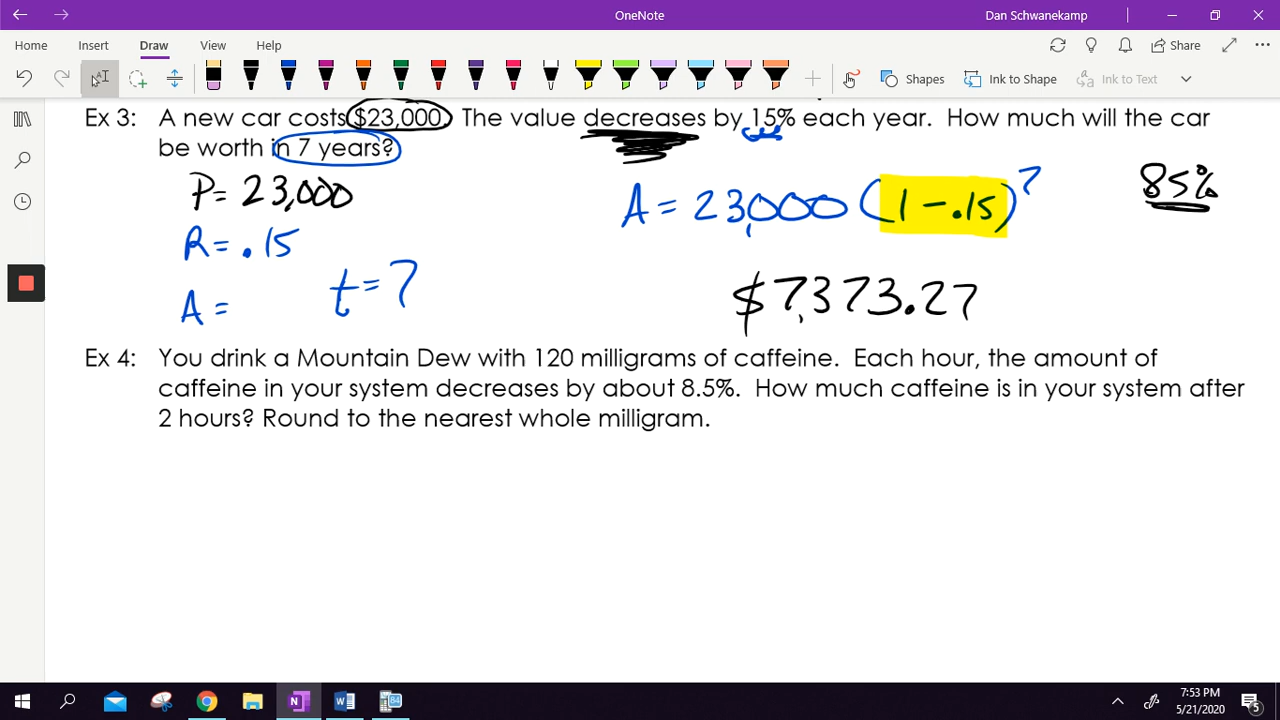 OneNote
Dan Schwanekamp
Home Insert Draw View Help
Share
Shapes Ink to Shape Ink to Text
Ex 3: A new car costs $23,000. The value decreases by 15% each year. How much will the car
be worth in 7 years?
P= 23,000
R= .15
A=
t= 7
A= 23,000 (1-.15)^7
85%
$7,373.27
Ex 4: You drink a Mountain Dew with 120 milligrams of caffeine. Each hour, the amount of
caffeine in your system decreases by about 8.5%. How much caffeine is in your system after
2 hours? Round to the nearest whole milligram.
7:53 PM
5/21/2020
5